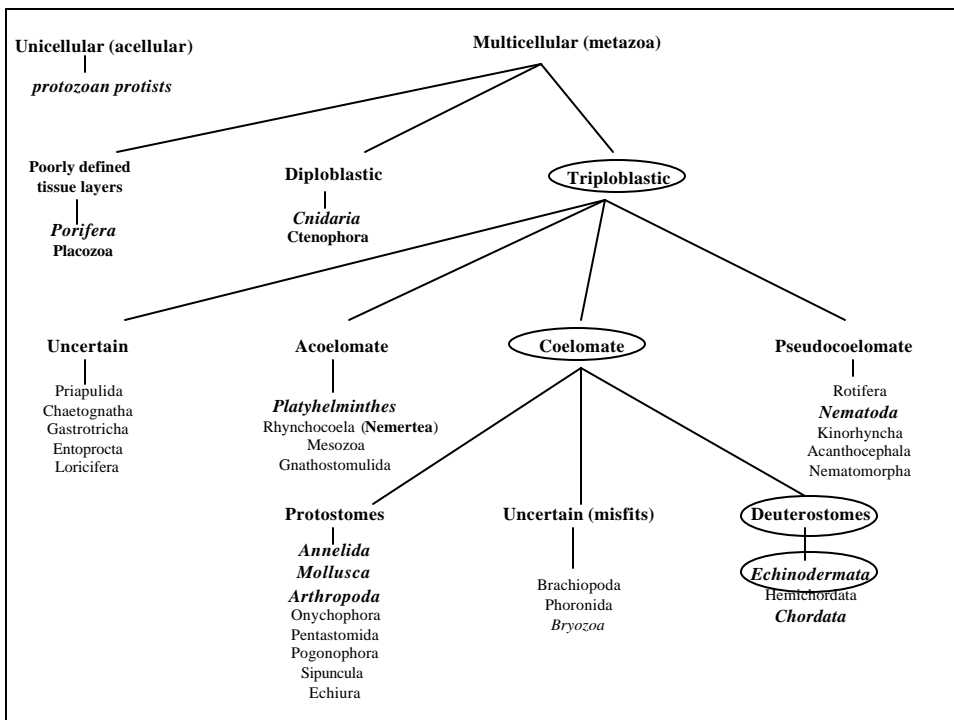 Unicellular (acellular)
protozoan protists
Multicellular (metazoa)
Poorly defined
tissue layers
Porifera
Placozoa
Diploblastic
Cnidaria
Ctenophora
Triploblastic
Uncertain
Priapulida
Chaetognatha
Gastrotricha
Entoprocta
Loricifera
Acoelomate
Platyhelminthes
Rhynchocoela (Nemertea)
Mesozoa
Gnathostomulida
Coelomate
Pseudocoelomate
Rotifera
Nematoda
Kinorhyncha
Acanthocephala
Nematomorpha
Protostomes
Annelida
Mollusca
Arthropoda
Onychophora
Pentastomida
Pogonophora
Sipuncula
Echiura
Uncertain (misfits)
Brachiopoda
Phoronida
Bryozoa
Deuterostomes
Echinodermata
Hemichordata
Chordata